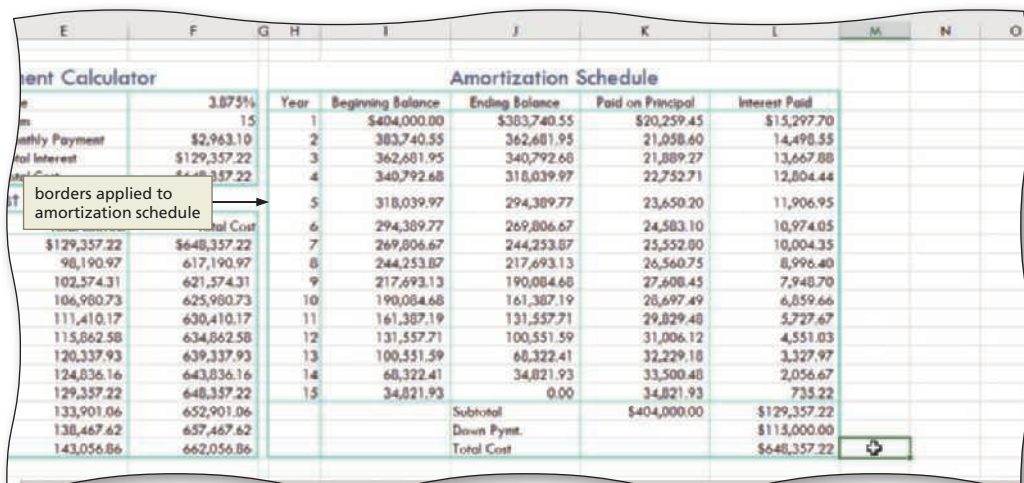 E F G H I J K L M N O
ent Calculator Amortization Schedule
e 3.875% Year Beginning Balance Ending Balance Paid on Principal Interest Paid
15 1 $404,000.00 $383,740.55 $20,259.45 $15,297.70
nthly Payment $2,963.10 2 383,740.55 362,681.95 21,058.60 14,498.55
tal Interest $129,357.22 3 362,681.95 340,792.68 21,889.27 13,667.88
357.22 4 340,792.68 318,039.97 22,752.71 12,804.44
borders applied to
amortization schedule
st 5 318,039.97 294,389.77 23,650.20 11,906.95
tal Cost 6 294,389.77 269,806.67 24,583.10 10,974.05
$129,357.22 $648,357.22 7 269,806.67 244,253.87 25,552.80 10,004.35
98,190.97 617,190.97 8 244,253.87 217,693.13 26,560.75 8,996.40
102,574.31 621,574.31 9 217,693.13 190,084.68 27,608.45 7,948.70
106,980.73 625,980.73 10 190,084.68 161,387.19 28,697.49 6,859.66
111,410.17 630,410.17 11 161,387.19 131,557.71 29,829.48 5,727.67
115,862.58 634,862.58 12 131,557.71 100,551.59 31,006.12 4,551.03
120,337.93 639,337.93 13 100,551.59 68,322.41 32,229.18 3,327.97
124,836.16 643,836.16 14 68,322.41 34,821.93 33,500.48 2,056.67
129,357.22 648,357.22 15 34,821.93 0.00 34,821.93 735.22
133,901.06 652,901.06 Subtotal $404,000.00 $129,357.22
138,467.62 657,467.62 Down Pymt. $115,000.00
143,056.86 662,056.86 Total Cost $648,357.22